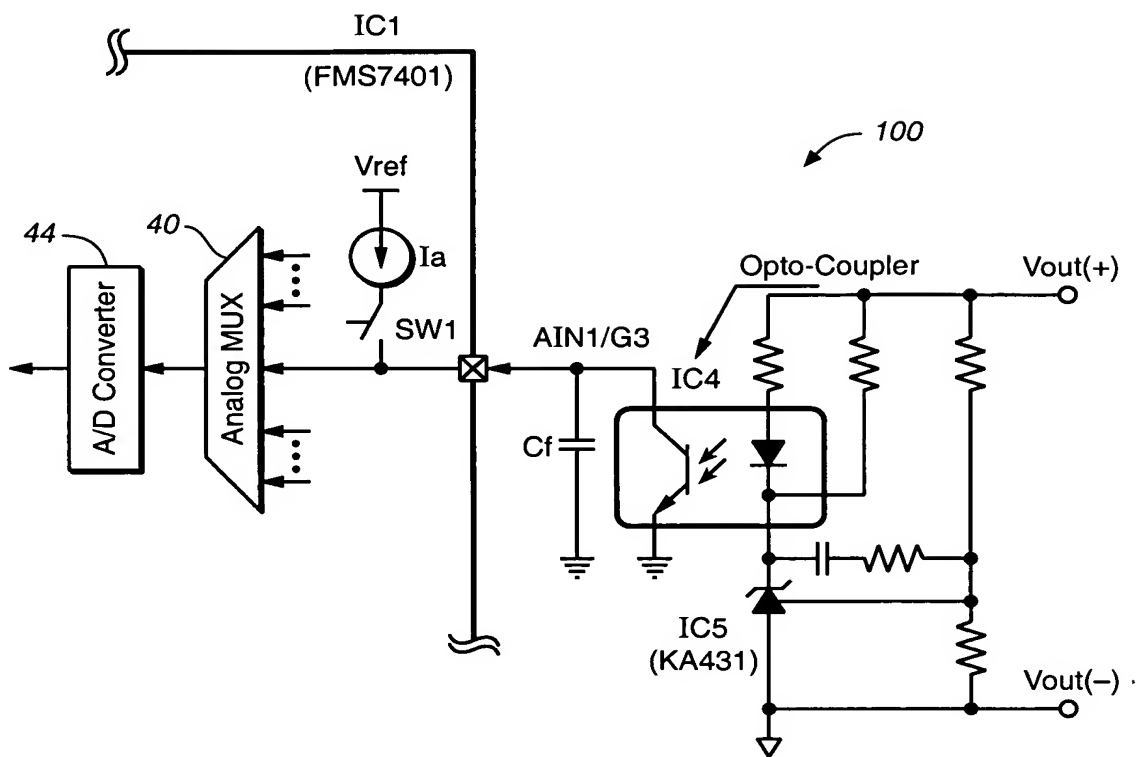 IC1
(FMS7401)
100
Vref
44
40
Ia
Opto-Coupler
Vout(+)
A/D Converter
Analog MUX
SW1
AIN1/G3
IC4
Cf
IC5
(KA431)
Vout(–)